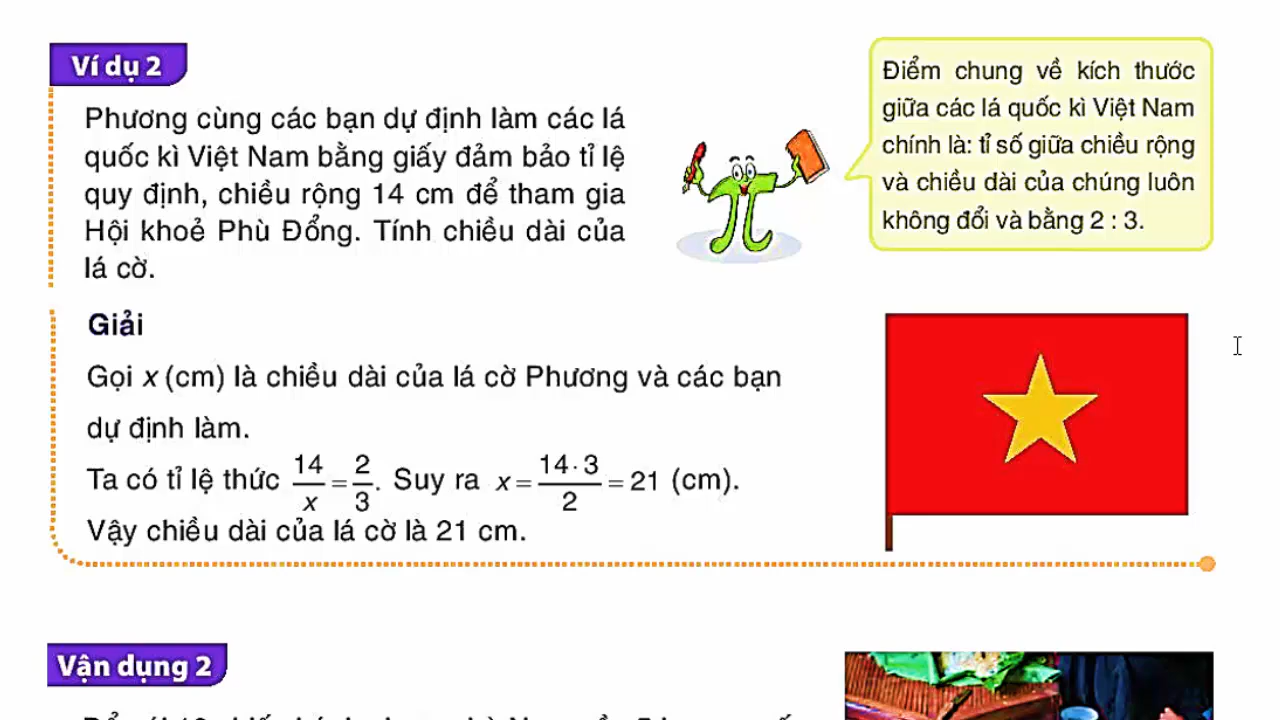 Ví dụ 2
Phương cùng các bạn dự định làm các lá
quốc kì Việt Nam bằng giấy đảm bảo tỉ lệ
quy định, chiều rộng 14 cm để tham gia
Hội khoẻ Phù Đổng. Tính chiều dài của
lá cờ.
Điểm chung về kích thước
giữa các lá quốc kì Việt Nam
chính là: tỉ số giữa chiều rộng
và chiều dài của chúng luôn
không đổi và bằng 2 : 3.
Giải
Gọi x (cm) là chiều dài của lá cờ Phương và các bạn
dự định làm.
Ta có tỉ lệ thức 14/x = 2/3. Suy ra x = 14·3/2 = 21 (cm).
Vậy chiều dài của lá cờ là 21 cm.
Vận dụng 2